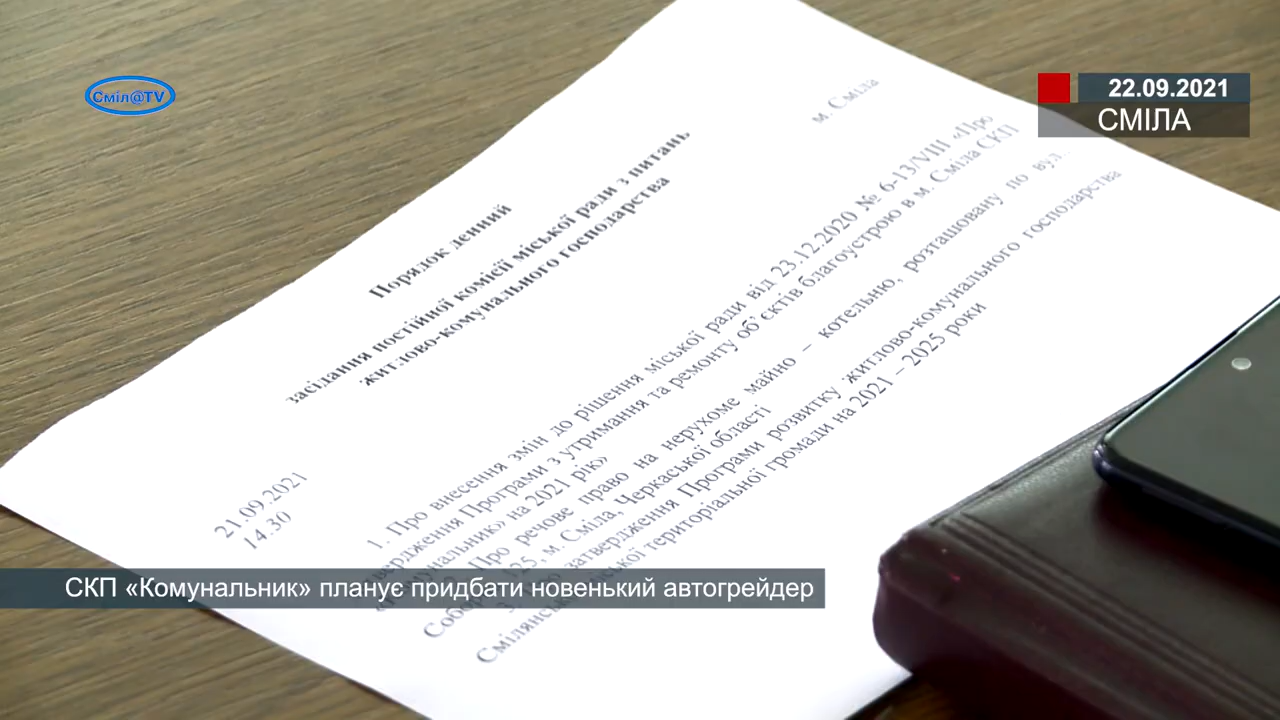 Сміл@TV
22.09.2021
СМІЛА
м. Сміла
Порядок денний
засідання постійної комісії міської ради з питань
житлово-комунального господарства
21.09.2021
14.30
1. Про внесення змін до рішення міської ради від 23.12.2020 № 6-13/VIII «Про
затвердження Програми з утримання та ремонту об'єктів благоустрою в м. Сміла СКП
«Комунальник» на 2021 рік»
2. Про речове право на нерухоме майно – котельню, розташовану по вул.
м. Сміла, Черкаської області
3. Про затвердження Програми розвитку житлово-комунального господарства
Смілянської міської територіальної громади на 2021 – 2025 роки
СКП «Комунальник» планує придбати новенький автогрейдер